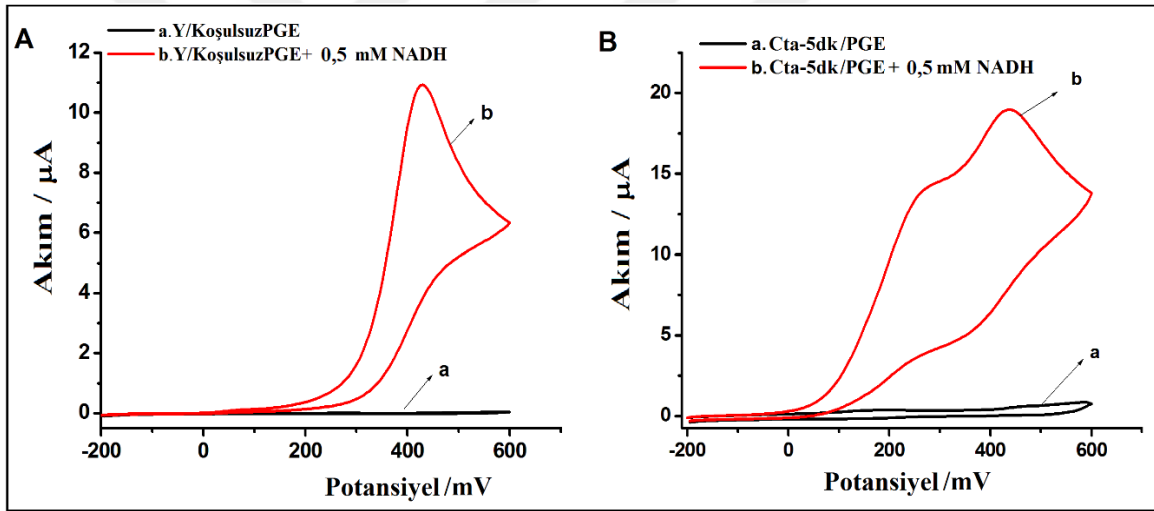 A
a.Y/KoşulsuzPGE
b.Y/KoşulsuzPGE+ 0,5 mM NADH
12
10
8
6
4
2
0
Akım / µA
b
a
-200 0 200 400 600
Potansiyel /mV
B
a.Cta-5dk/PGE
b.Cta-5dk/PGE + 0,5 mM NADH
20
15
10
5
0
Akım / µA
b
a
-200 0 200 400 600
Potansiyel /mV